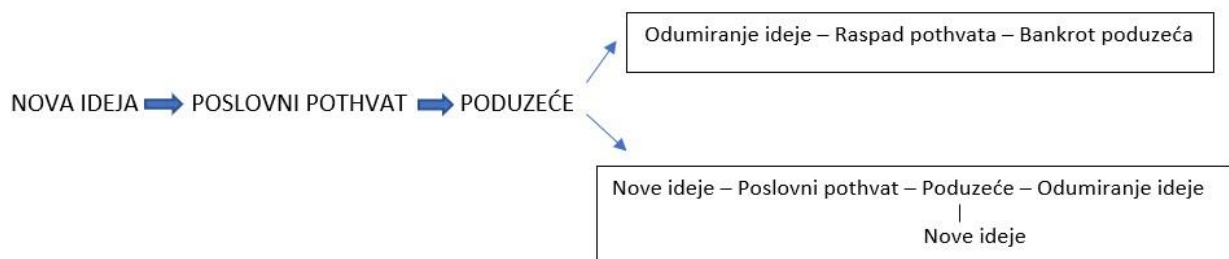 Odumiranje ideje – Raspad pothvata – Bankrot poduzeća
NOVA IDEJA POSLOVNI POTHVAT PODUZEĆE
Nove ideje – Poslovni pothvat – Poduzeće – Odumiranje ideje
Nove ideje